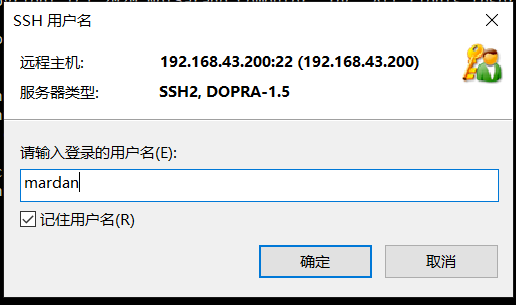 SSH 用户名
远程主机: 192.168.43.200:22 (192.168.43.200)
服务器类型: SSH2, DOPRA-1.5
请输入登录的用户名(E):
mardan
记住用户名(R)
确定 取消